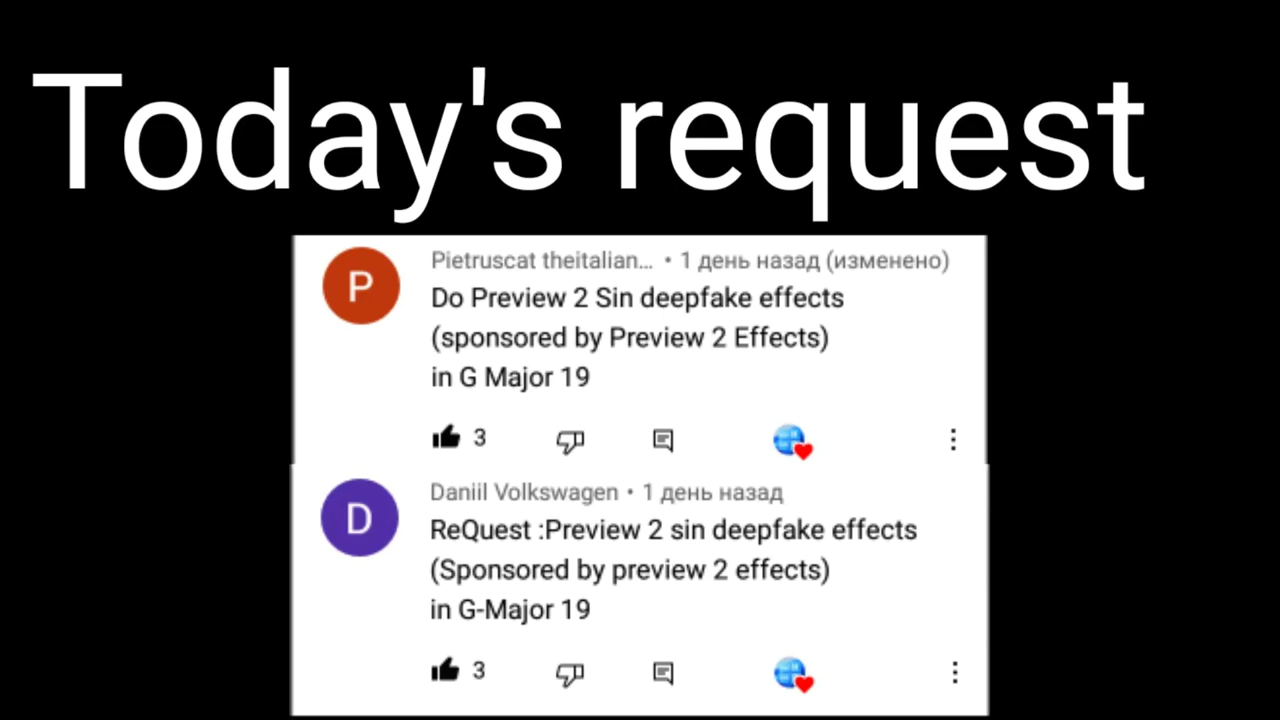 Today's request
P
Pietruscat theitalian... • 1 день назад (изменено)
Do Preview 2 Sin deepfake effects
(sponsored by Preview 2 Effects)
in G Major 19
3
D
Daniil Volkswagen • 1 день назад
ReQuest :Preview 2 sin deepfake effects
(Sponsored by preview 2 effects)
in G-Major 19
3